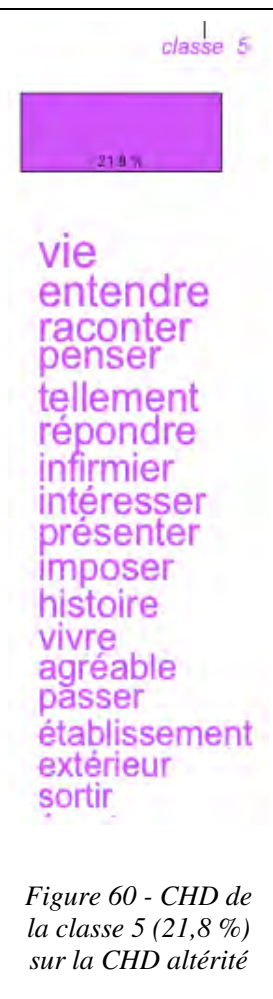 classe 5
21.8 %
vie
entendre
raconter
penser
tellement
répondre
infirmier
intéresser
présenter
imposer
histoire
vivre
agréable
passer
établissement
extérieur
sortir
Figure 60 - CHD de
la classe 5 (21,8 %)
sur la CHD altérité